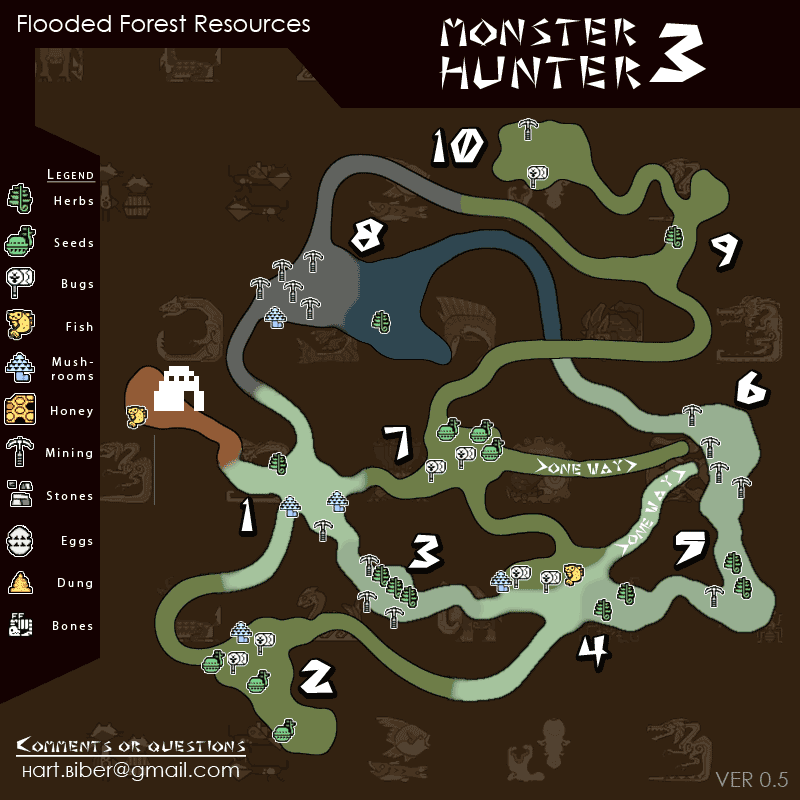 Flooded Forest Resources
MONSTER
HUNTER 3
LEGEND
Herbs
Seeds
Bugs
Fish
Mush-
rooms
Honey
Mining
Stones
Eggs
Dung
Bones
10
8
9
6
7
ONE WAY
ONE WAY
1
3
5
4
2
COMMENTS OR QUESTIONS
HART.BIBER@GMAIL.COM
VER 0.5